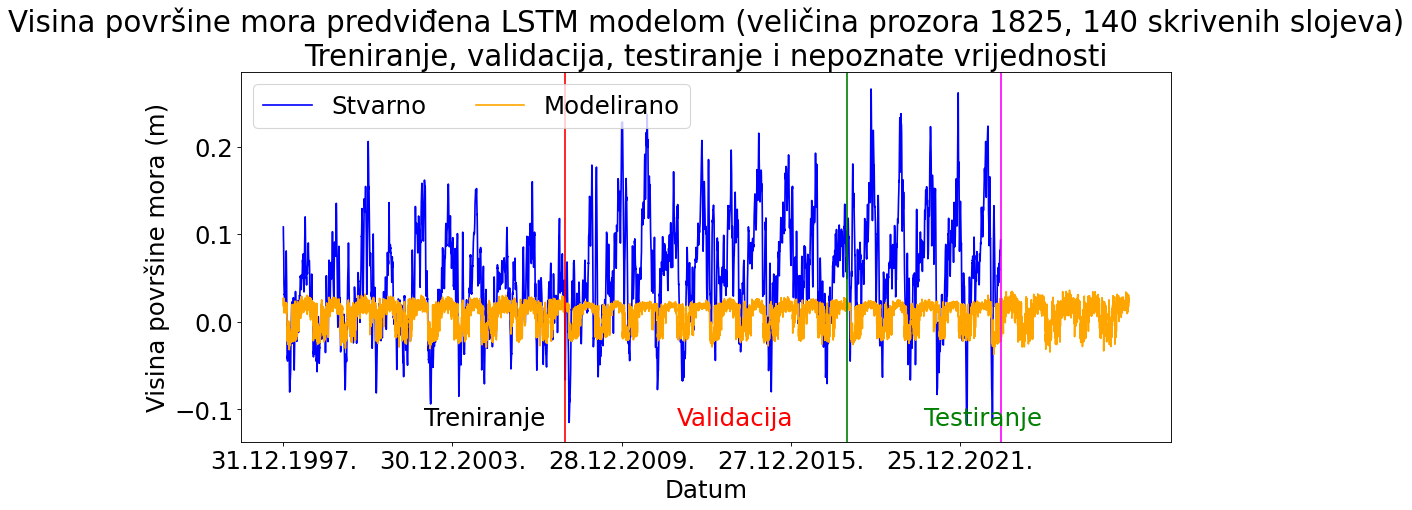 Visina površine mora predviđena LSTM modelom (veličina prozora 1825, 140 skrivenih slojeva)
Treniranje, validacija, testiranje i nepoznate vrijednosti
Stvarno Modelirano
Visina površine mora (m)
0.2
0.1
0.0
−0.1
Treniranje Validacija Testiranje
31.12.1997. 30.12.2003. 28.12.2009. 27.12.2015. 25.12.2021.
Datum